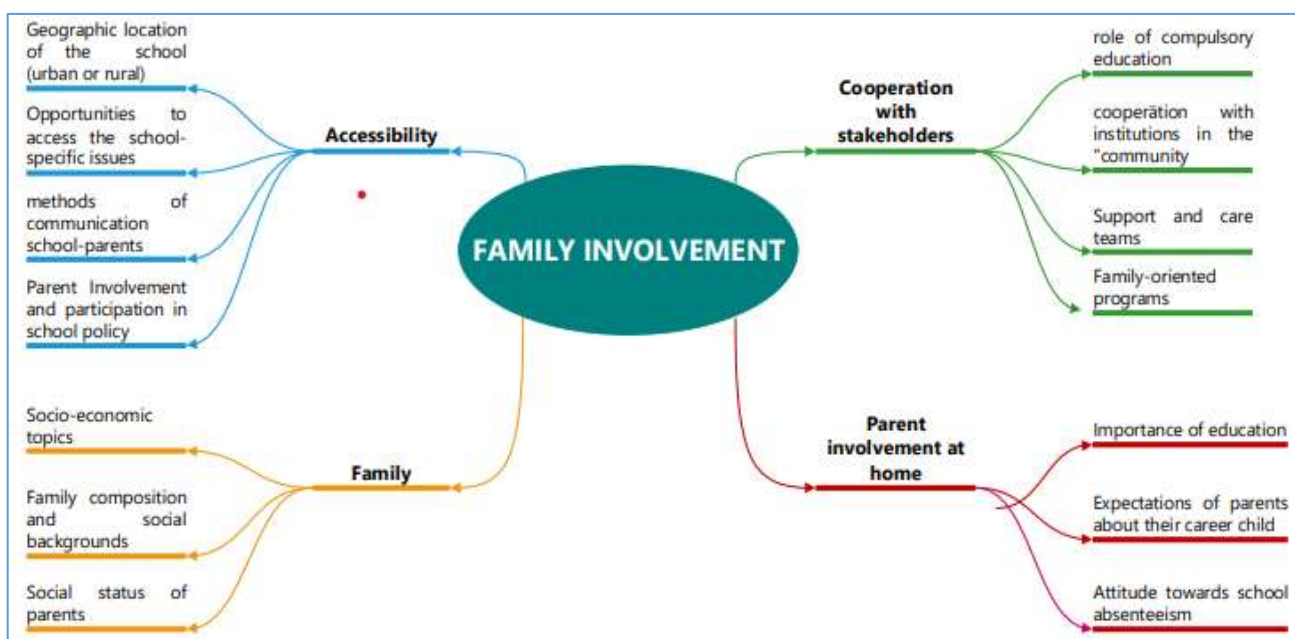 Geographic location
of the school
(urban or rural)
Opportunities to
access the school-
specific issues
methods of
communication
school-parents
Parent Involvement
and participation in
school policy
Accessibility
Socio-economic
topics
Family composition
and social
backgrounds
Social status of
parents
Family
FAMILY INVOLVEMENT
Cooperation
with
stakeholders
role of compulsory
education
cooperätion with
institutions in the
"community
Support and care
teams
Family-oriented
programs
Parent
involvement at
home
Importance of education
Expectations of parents
about their career child
Attitude towards school
absenteeism